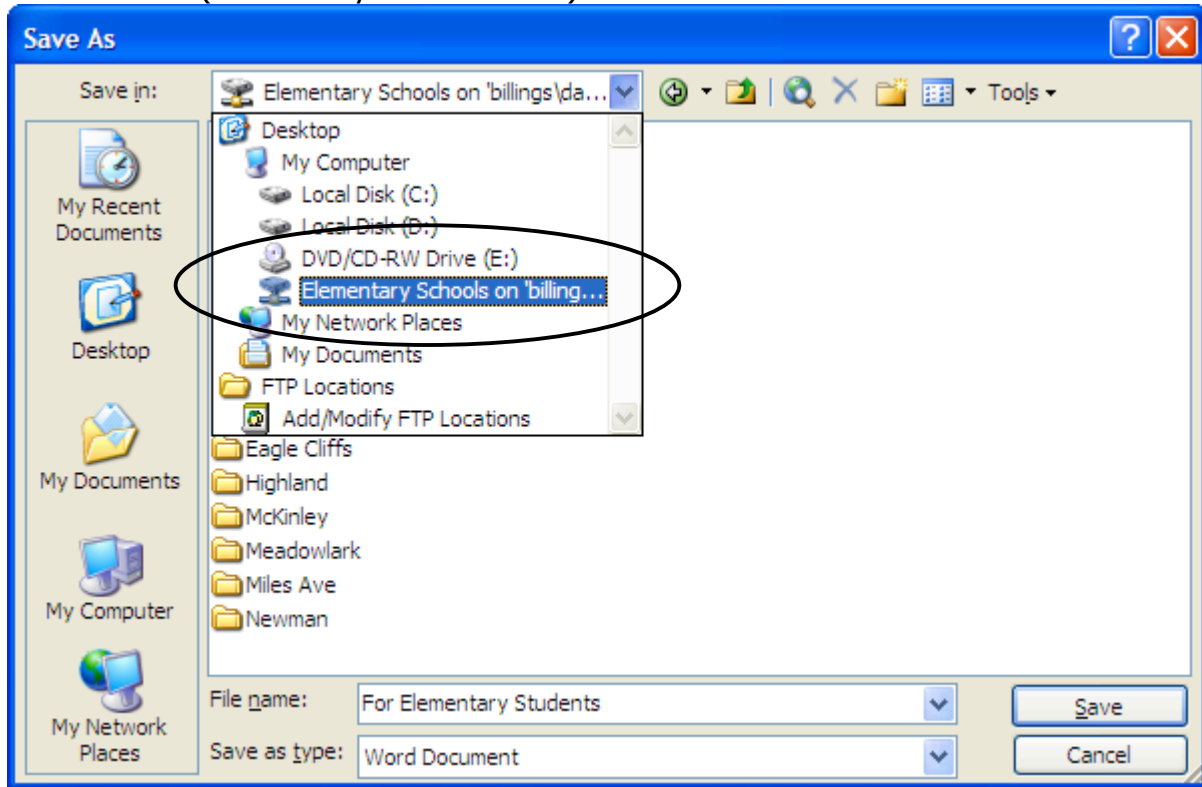 Save As
Save in:
Elementary Schools on 'billings\da...
Tools
Desktop
My Computer
Local Disk (C:)
Local Disk (D:)
DVD/CD-RW Drive (E:)
Elementary Schools on 'billing...
My Network Places
My Documents
FTP Locations
Add/Modify FTP Locations
Eagle Cliffs
Highland
McKinley
Meadowlark
Miles Ave
Newman
My Recent
Documents
Desktop
My Documents
My Computer
My Network
Places
File name:
For Elementary Students
Save
Save as type:
Word Document
Cancel